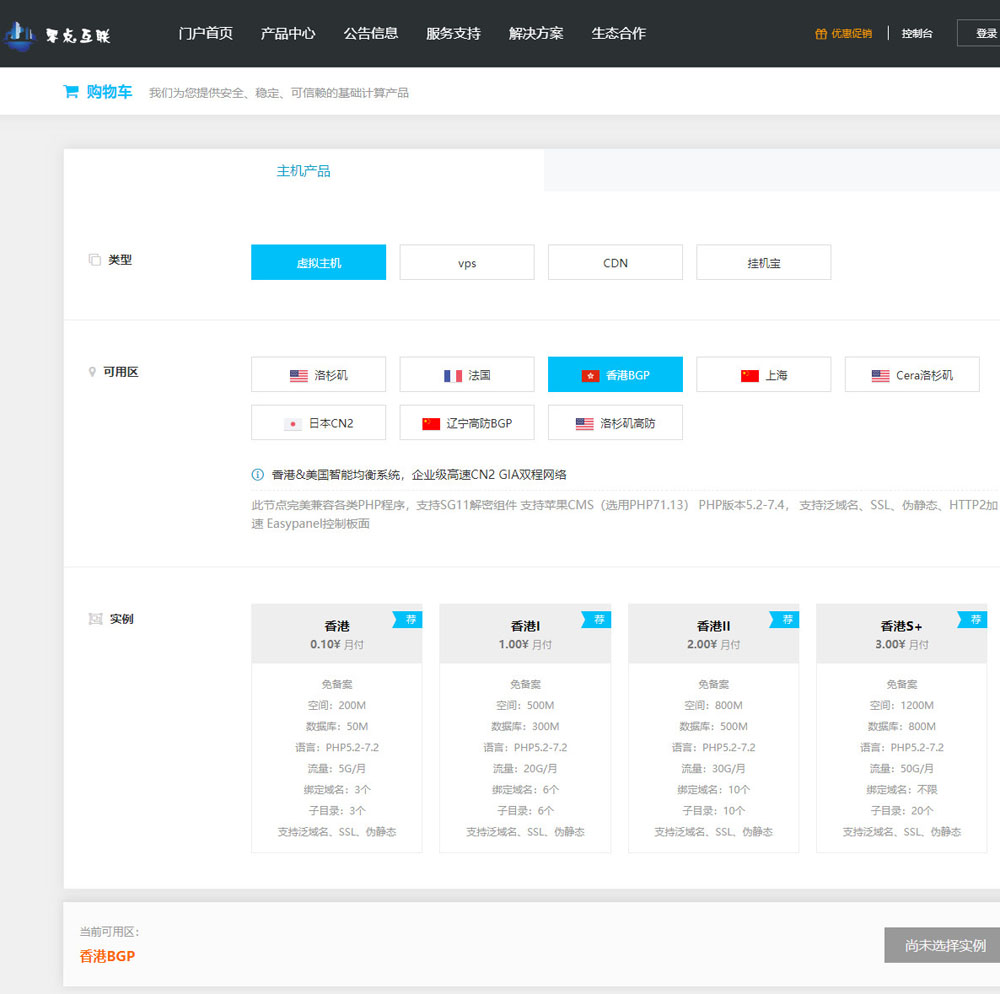 零点互联
门户首页 产品中心 公告信息 服务支持 解决方案 生态合作
优惠促销 控制台 登录
购物车 我们为您提供安全、稳定、可信赖的基础计算产品
主机产品
类型
虚拟主机 vps CDN 挂机宝
可用区
洛杉矶 法国 香港BGP 上海 Cera洛杉矶
日本CN2 辽宁高防BGP 洛杉矶高防
香港&美国智能均衡系统，企业级高速CN2 GIA双程网络
此节点完美兼容各类PHP程序，支持SG11解密组件 支持苹果CMS（选用PHP71.13） PHP版本5.2-7.4， 支持泛域名、SSL、伪静态、HTTP2加
速 Easypanel控制板面
实例
香港 荐 香港I 荐 香港II 荐 香港S+ 荐
0.10¥ 月付 1.00¥ 月付 2.00¥ 月付 3.00¥ 月付
免备案 免备案 免备案 免备案
空间：200M 空间：500M 空间：800M 空间：1200M
数据库：50M 数据库：300M 数据库：500M 数据库：800M
语言：PHP5.2-7.2 语言：PHP5.2-7.2 语言：PHP5.2-7.2 语言：PHP5.2-7.2
流量：5G/月 流量：20G/月 流量：30G/月 流量：50G/月
绑定域名：3个 绑定域名：6个 绑定域名：10个 绑定域名：不限
子目录：3个 子目录：6个 子目录：10个 子目录：20个
支持泛域名、SSL、伪静态 支持泛域名、SSL、伪静态 支持泛域名、SSL、伪静态 支持泛域名、SSL、伪静态
当前可用区：
香港BGP
尚未选择实例